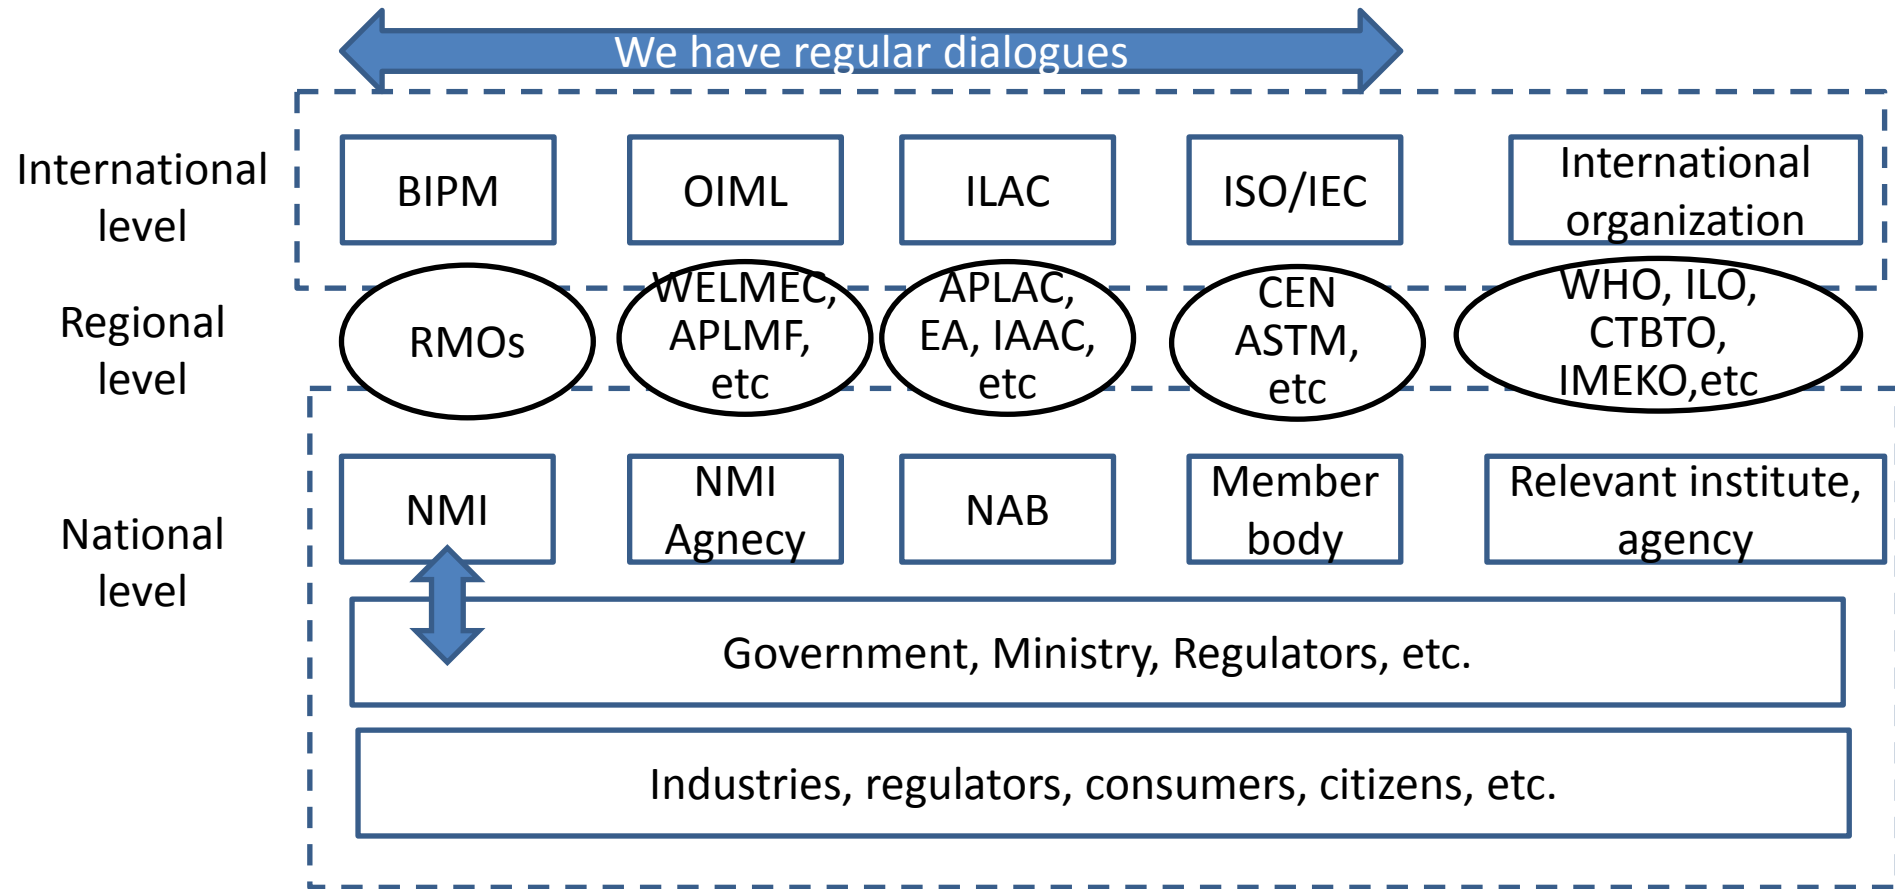 We have regular dialogues
International
level
BIPM
OIML
ILAC
ISO/IEC
International
organization
Regional
level
RMOs
WELMEC,
APLMF,
etc
APLAC,
EA, IAAC,
etc
CEN
ASTM,
etc
WHO, ILO,
CTBTO,
IMEKO,etc
National
level
NMI
NMI
Agnecy
NAB
Member
body
Relevant institute,
agency
Government, Ministry, Regulators, etc.
Industries, regulators, consumers, citizens, etc.